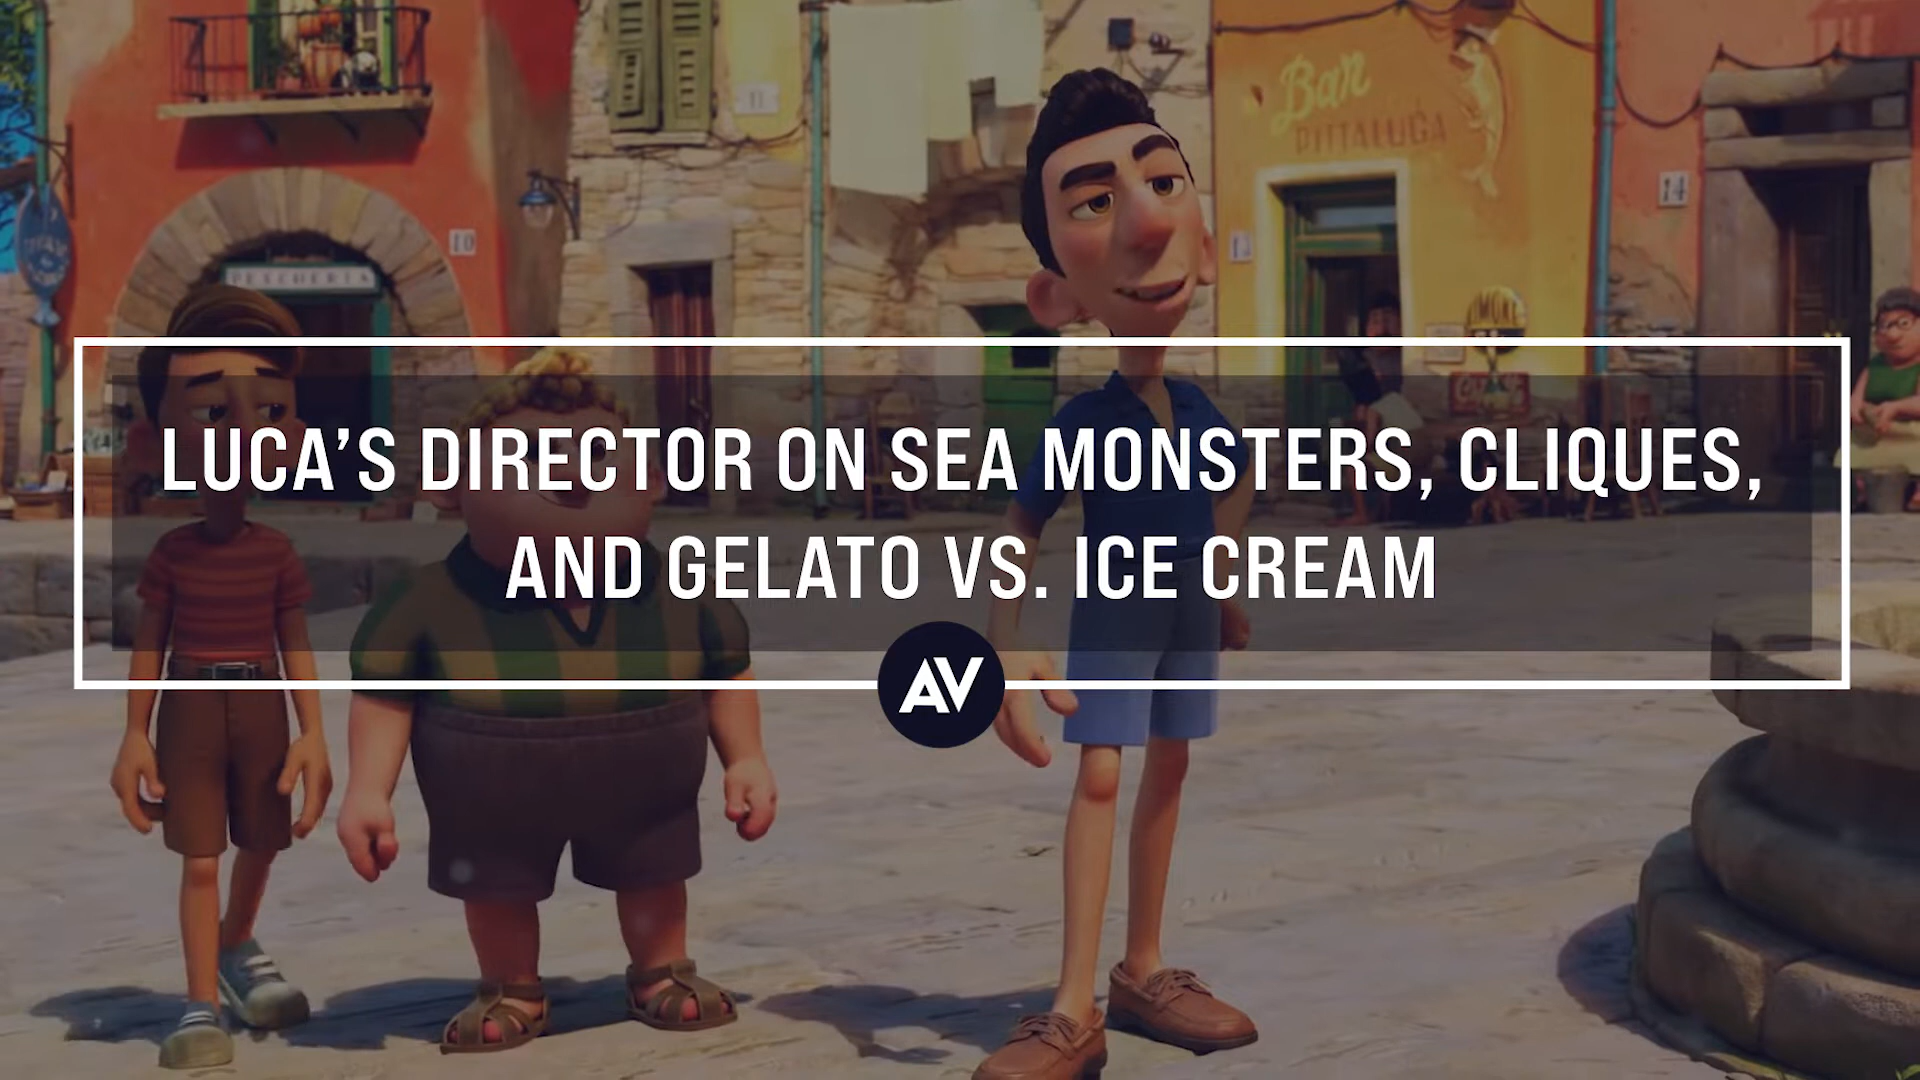 Bar
PITTALUGA
11
10
14
PESCHERIA
LUCA'S DIRECTOR ON SEA MONSTERS, CLIQUES,
AND GELATO VS. ICE CREAM
AV